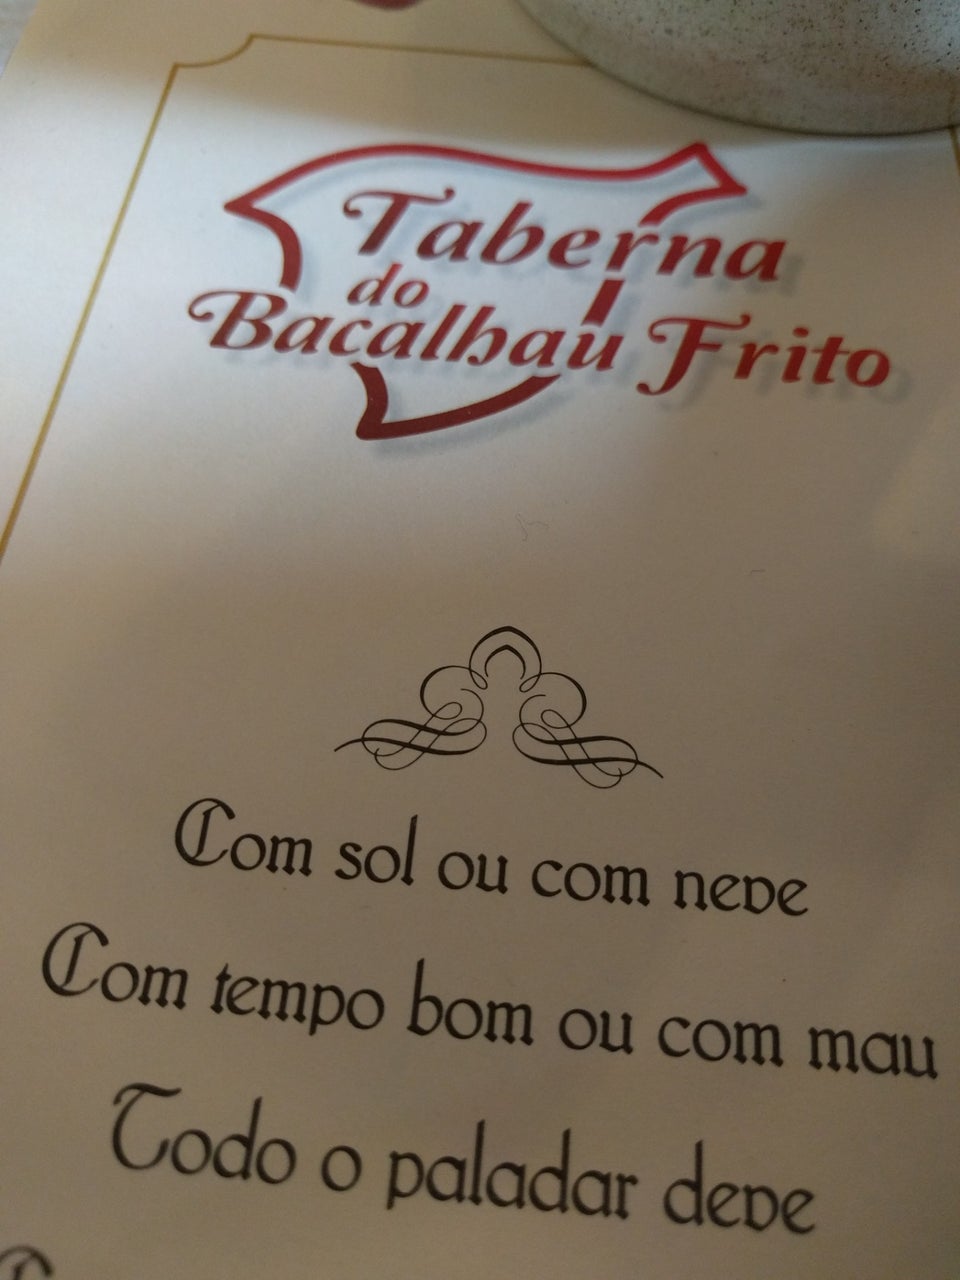 Taberna
do
Bacalhau Frito
Com sol ou com neve
Com tempo bom ou com mau
Todo o paladar deve